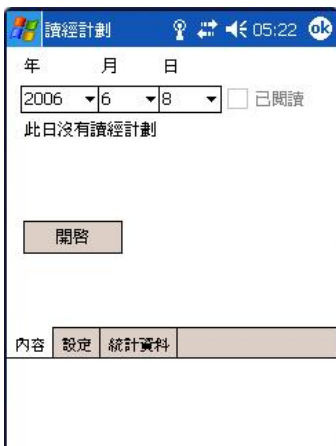 讀經計劃 05:22 ok
年 月 日
2006 6 8 已閱讀
此日沒有讀經計劃
開啓
內容 設定 統計資料